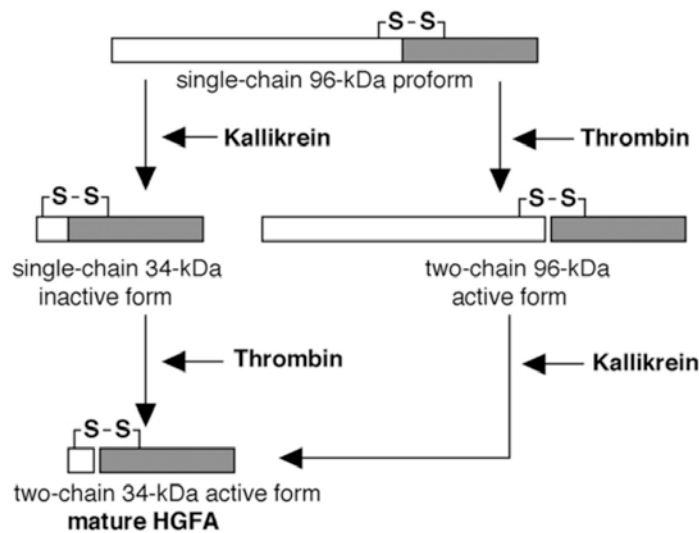 S-S
single-chain 96-kDa proform
Kallikrein
Thrombin
S-S
S-S
single-chain 34-kDa
inactive form
two-chain 96-kDa
active form
Thrombin
Kallikrein
S-S
two-chain 34-kDa active form
mature HGFA